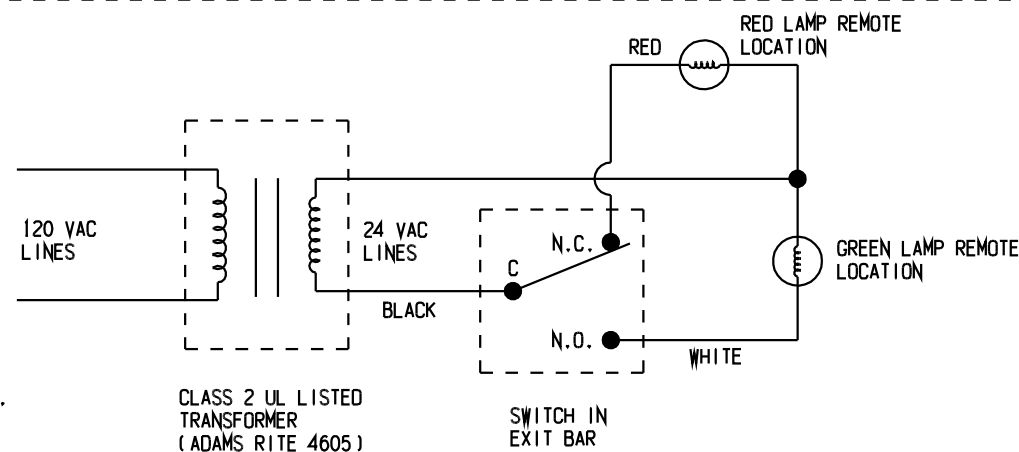 RED LAMP REMOTE
LOCATION
RED
120 VAC
LINES
24 VAC
LINES
N.C.
C
GREEN LAMP REMOTE
LOCATION
BLACK
N.O.
WHITE
CLASS 2 UL LISTED
TRANSFORMER
(ADAMS RITE 4605)
SWITCH IN
EXIT BAR